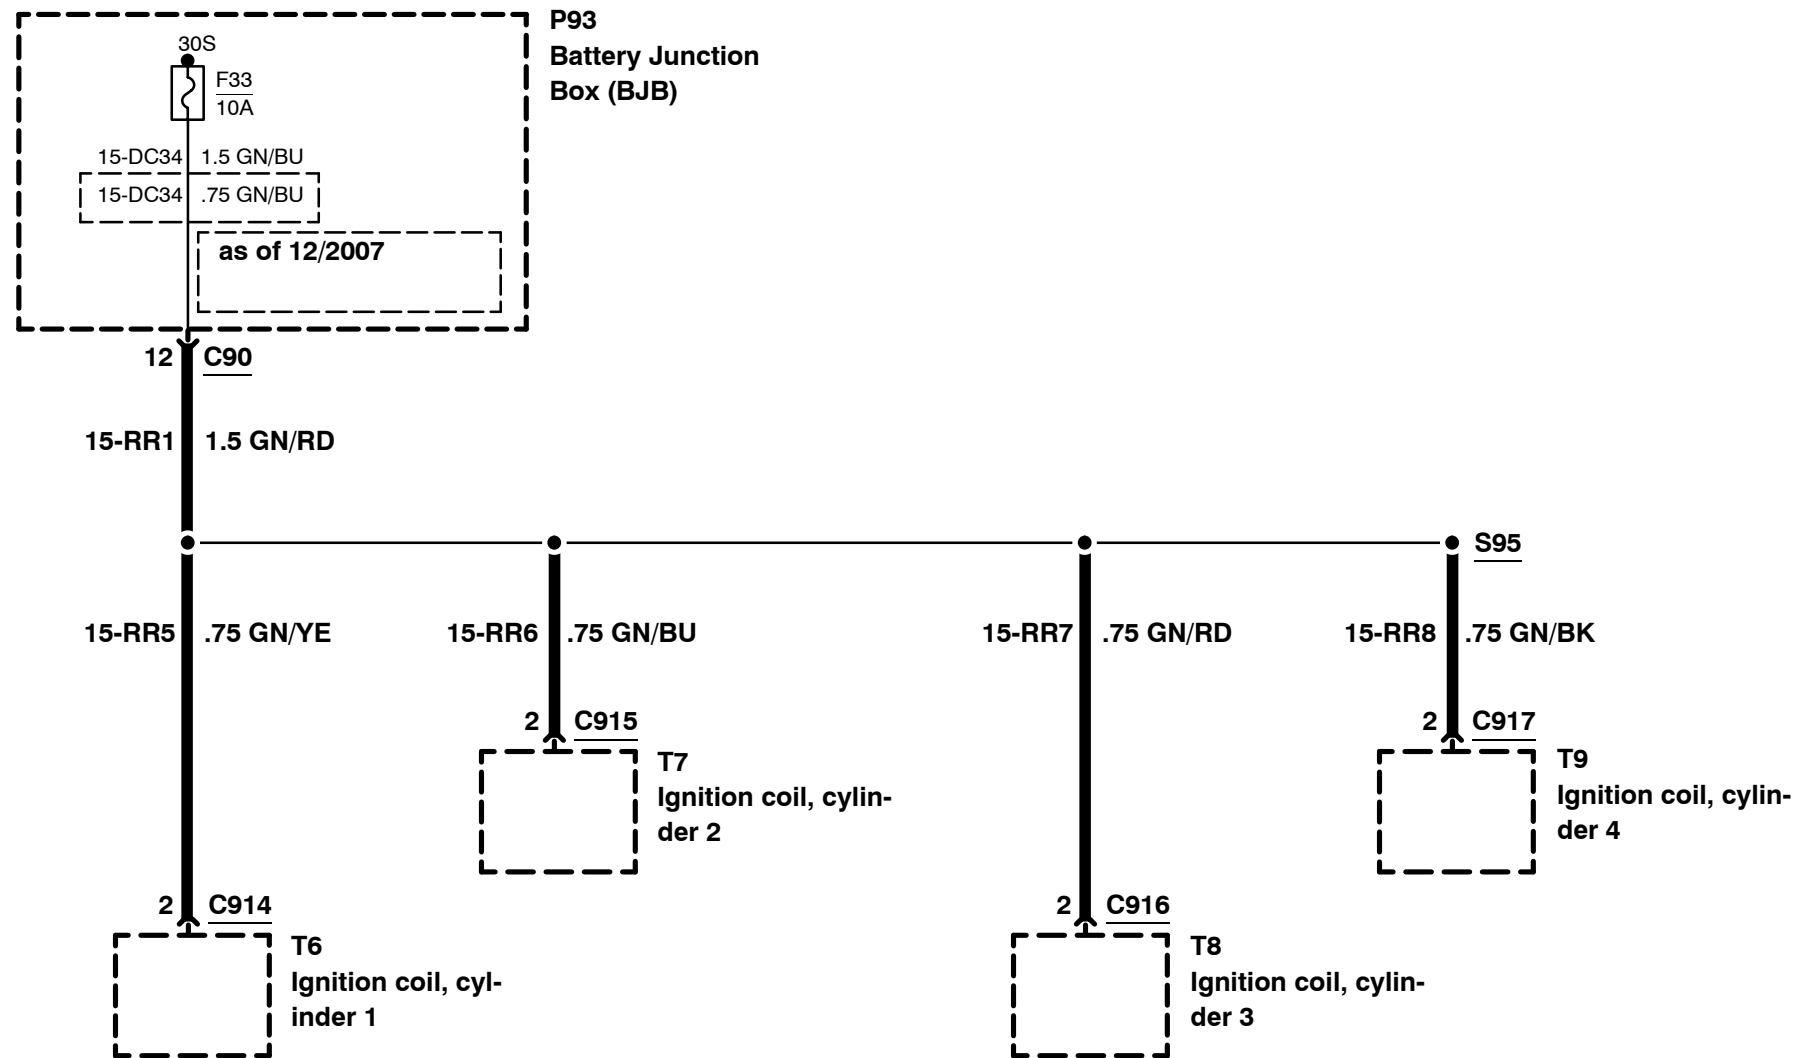 P93
Battery Junction
Box (BJB)
30S
F33
10A
15-DC34 1.5 GN/BU
15-DC34 .75 GN/BU
as of 12/2007
12 C90
15-RR1 1.5 GN/RD
S95
15-RR5 .75 GN/YE
15-RR6 .75 GN/BU
15-RR7 .75 GN/RD
15-RR8 .75 GN/BK
2 C915
T7
Ignition coil, cylin-
der 2
2 C917
T9
Ignition coil, cylin-
der 4
2 C914
T6
Ignition coil, cyl-
inder 1
2 C916
T8
Ignition coil, cylin-
der 3